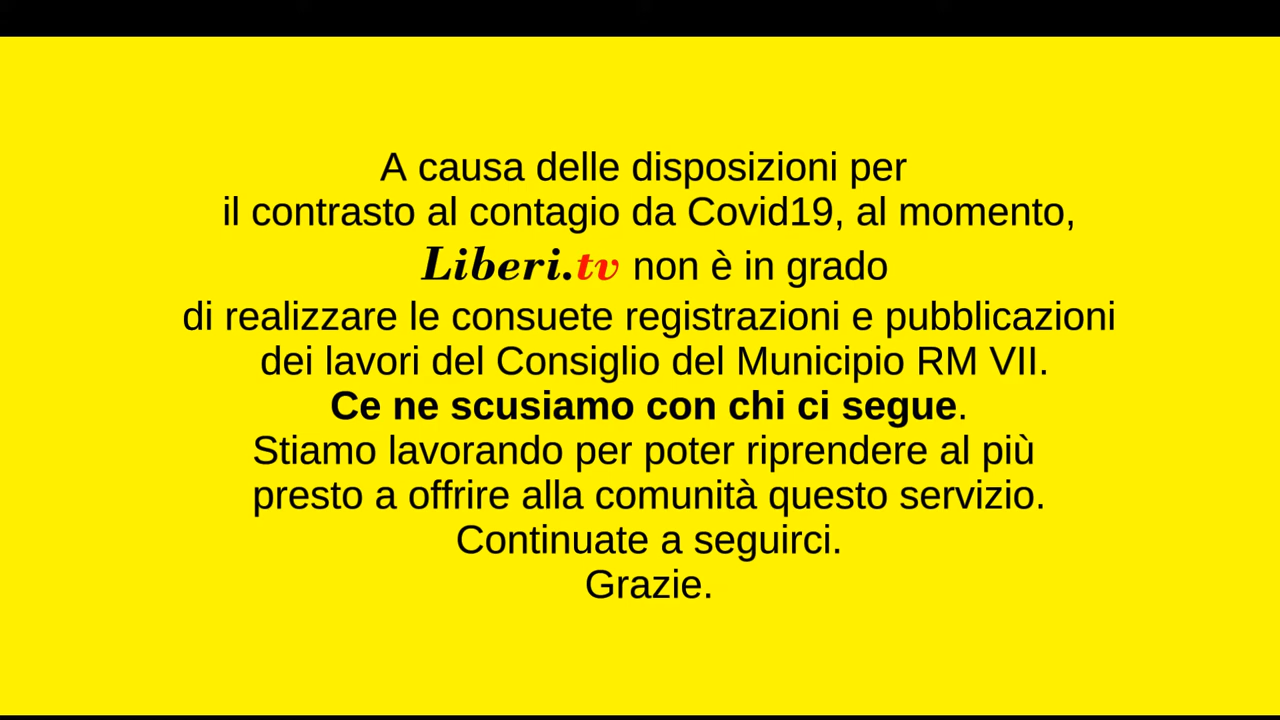 A causa delle disposizioni per
il contrasto al contagio da Covid19, al momento,
Liberi.tv non è in grado
di realizzare le consuete registrazioni e pubblicazioni
dei lavori del Consiglio del Municipio RM VII.
Ce ne scusiamo con chi ci segue.
Stiamo lavorando per poter riprendere al più
presto a offrire alla comunità questo servizio.
Continuate a seguirci.
Grazie.